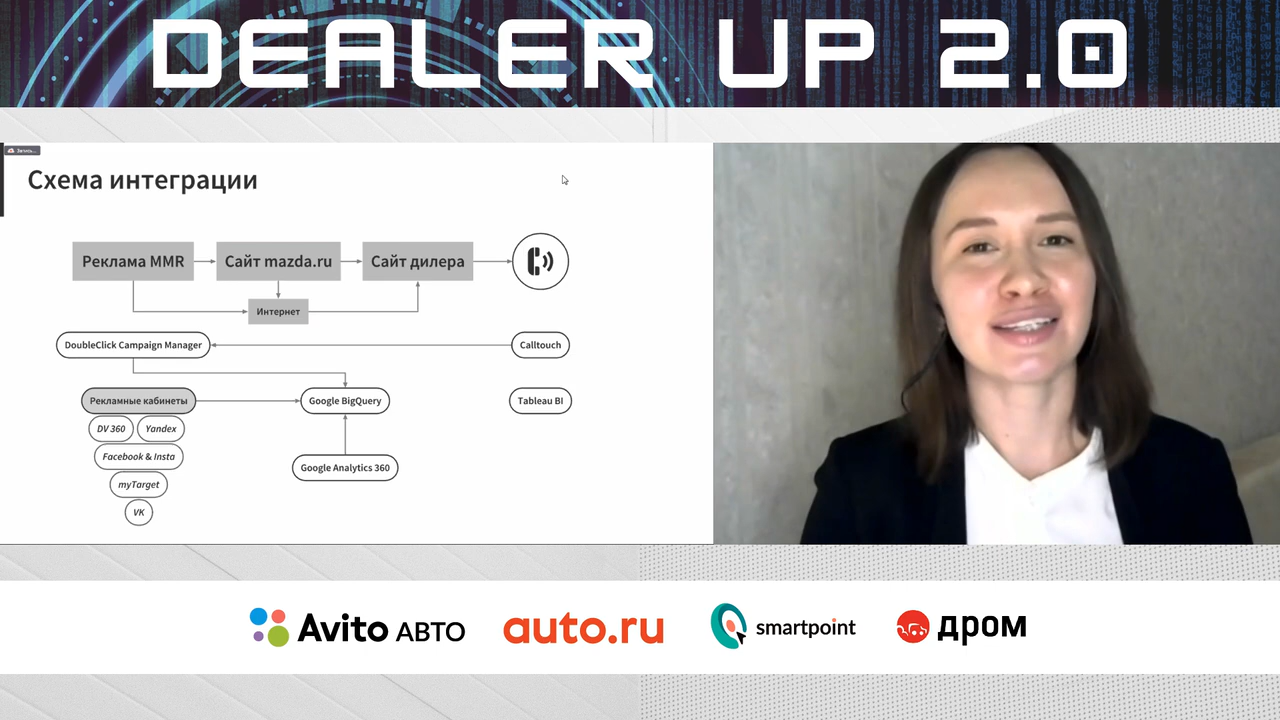 DEALER UP 2.0
Запись...
Схема интеграции
Реклама MMR
Сайт mazda.ru
Сайт дилера
Интернет
DoubleClick Campaign Manager
Calltouch
Рекламные кабинеты
Google BigQuery
Tableau BI
DV 360
Yandex
Facebook & Insta
Google Analytics 360
myTarget
VK
Avito АВТО
auto.ru
smartpoint
дром